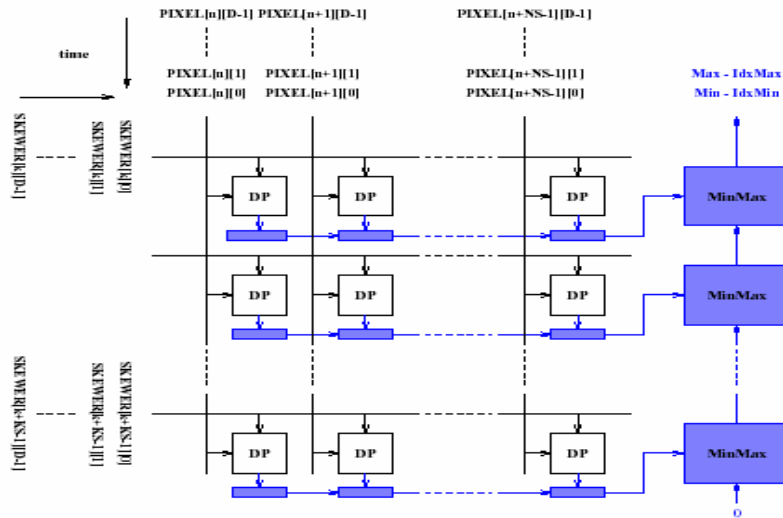 PIXEL[n][D-1] PIXEL[n+1][D-1] PIXEL[n+NS-1][D-1]
time
PIXEL[n][1] PIXEL[n+1][1] PIXEL[n+NS-1][1]
PIXEL[n][0] PIXEL[n+1][0] PIXEL[n+NS-1][0]
Max - IdxMax
Min - IdxMin
SKEWER[k][D-1]
SKEWER[k][1]
SKEWER[k][0]
DP DP DP MinMax
DP DP DP MinMax
SKEWER[k+KS-1][D-1]
SKEWER[k+KS-1][1]
SKEWER[k+KS-1][0]
DP DP DP MinMax
0